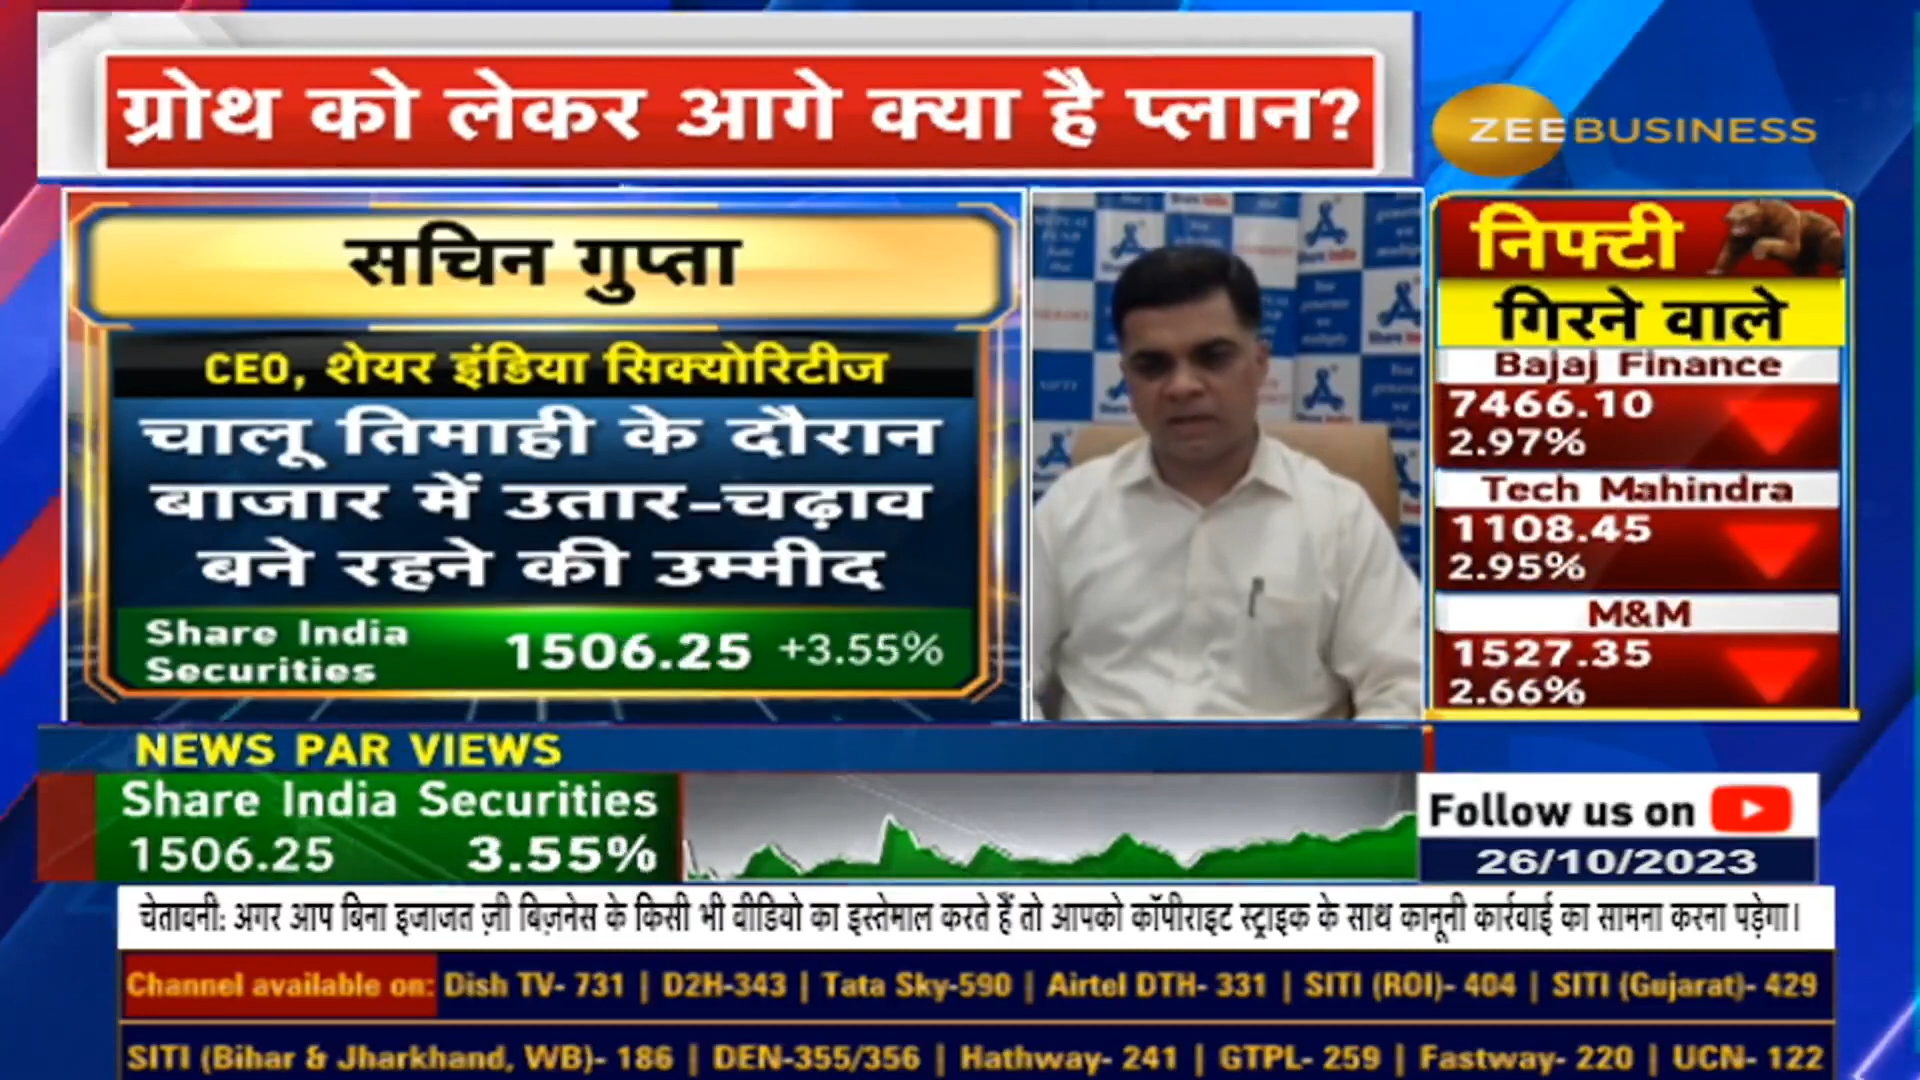 ग्रोथ को लेकर आगे क्या है प्लान?
ZEEBUSINESS
सचिन गुप्ता
CEO, शेयर इंडिया सिक्योरिटीज
चालू तिमाही के दौरान
बाजार में उतार-चढ़ाव
बने रहने की उम्मीद
Share India
Securities
1506.25 +3.55%
निफ्टी
गिरने वाले
Bajaj Finance
7466.10
2.97%
Tech Mahindra
1108.45
2.95%
M&M
1527.35
2.66%
NEWS PAR VIEWS
Share India Securities
1506.25 3.55%
Follow us on
26/10/2023
चेतावनी: अगर आप बिना इजाजत ज़ी बिज़नेस के किसी भी वीडियो का इस्तेमाल करते हैं तो आपको कॉपीराइट स्ट्राइक के साथ कानूनी कार्रवाई का सामना करना पड़ेगा।
Channel available on: Dish TV- 731 | D2H-343 | Tata Sky-590 | Airtel DTH- 331 | SITI (ROI)- 404 | SITI (Gujarat)- 429
SITI (Bihar & Jharkhand, WB)- 186 | DEN-355/356 | Hathway- 241 | GTPL- 259 | Fastway- 220 | UCN- 122